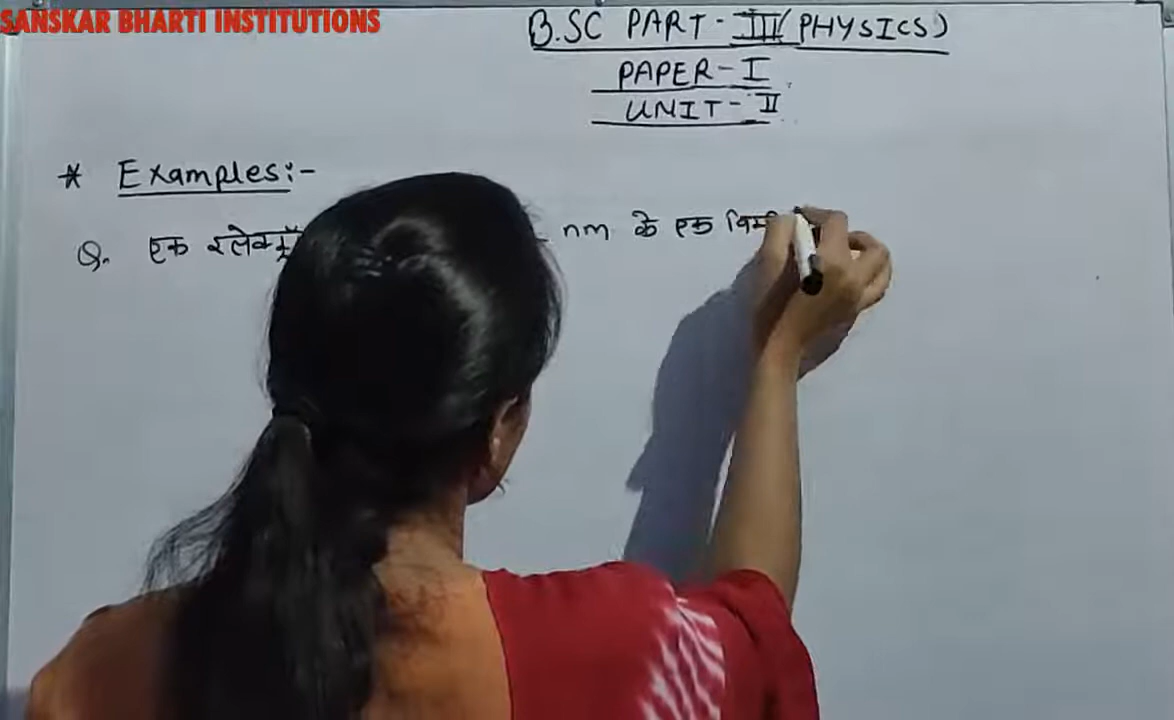 SANSKAR BHARTI INSTITUTIONS
B.SC PART-III (PHYSICS)
PAPER-I
UNIT-II
* Examples:-
Q. एक nm के एक